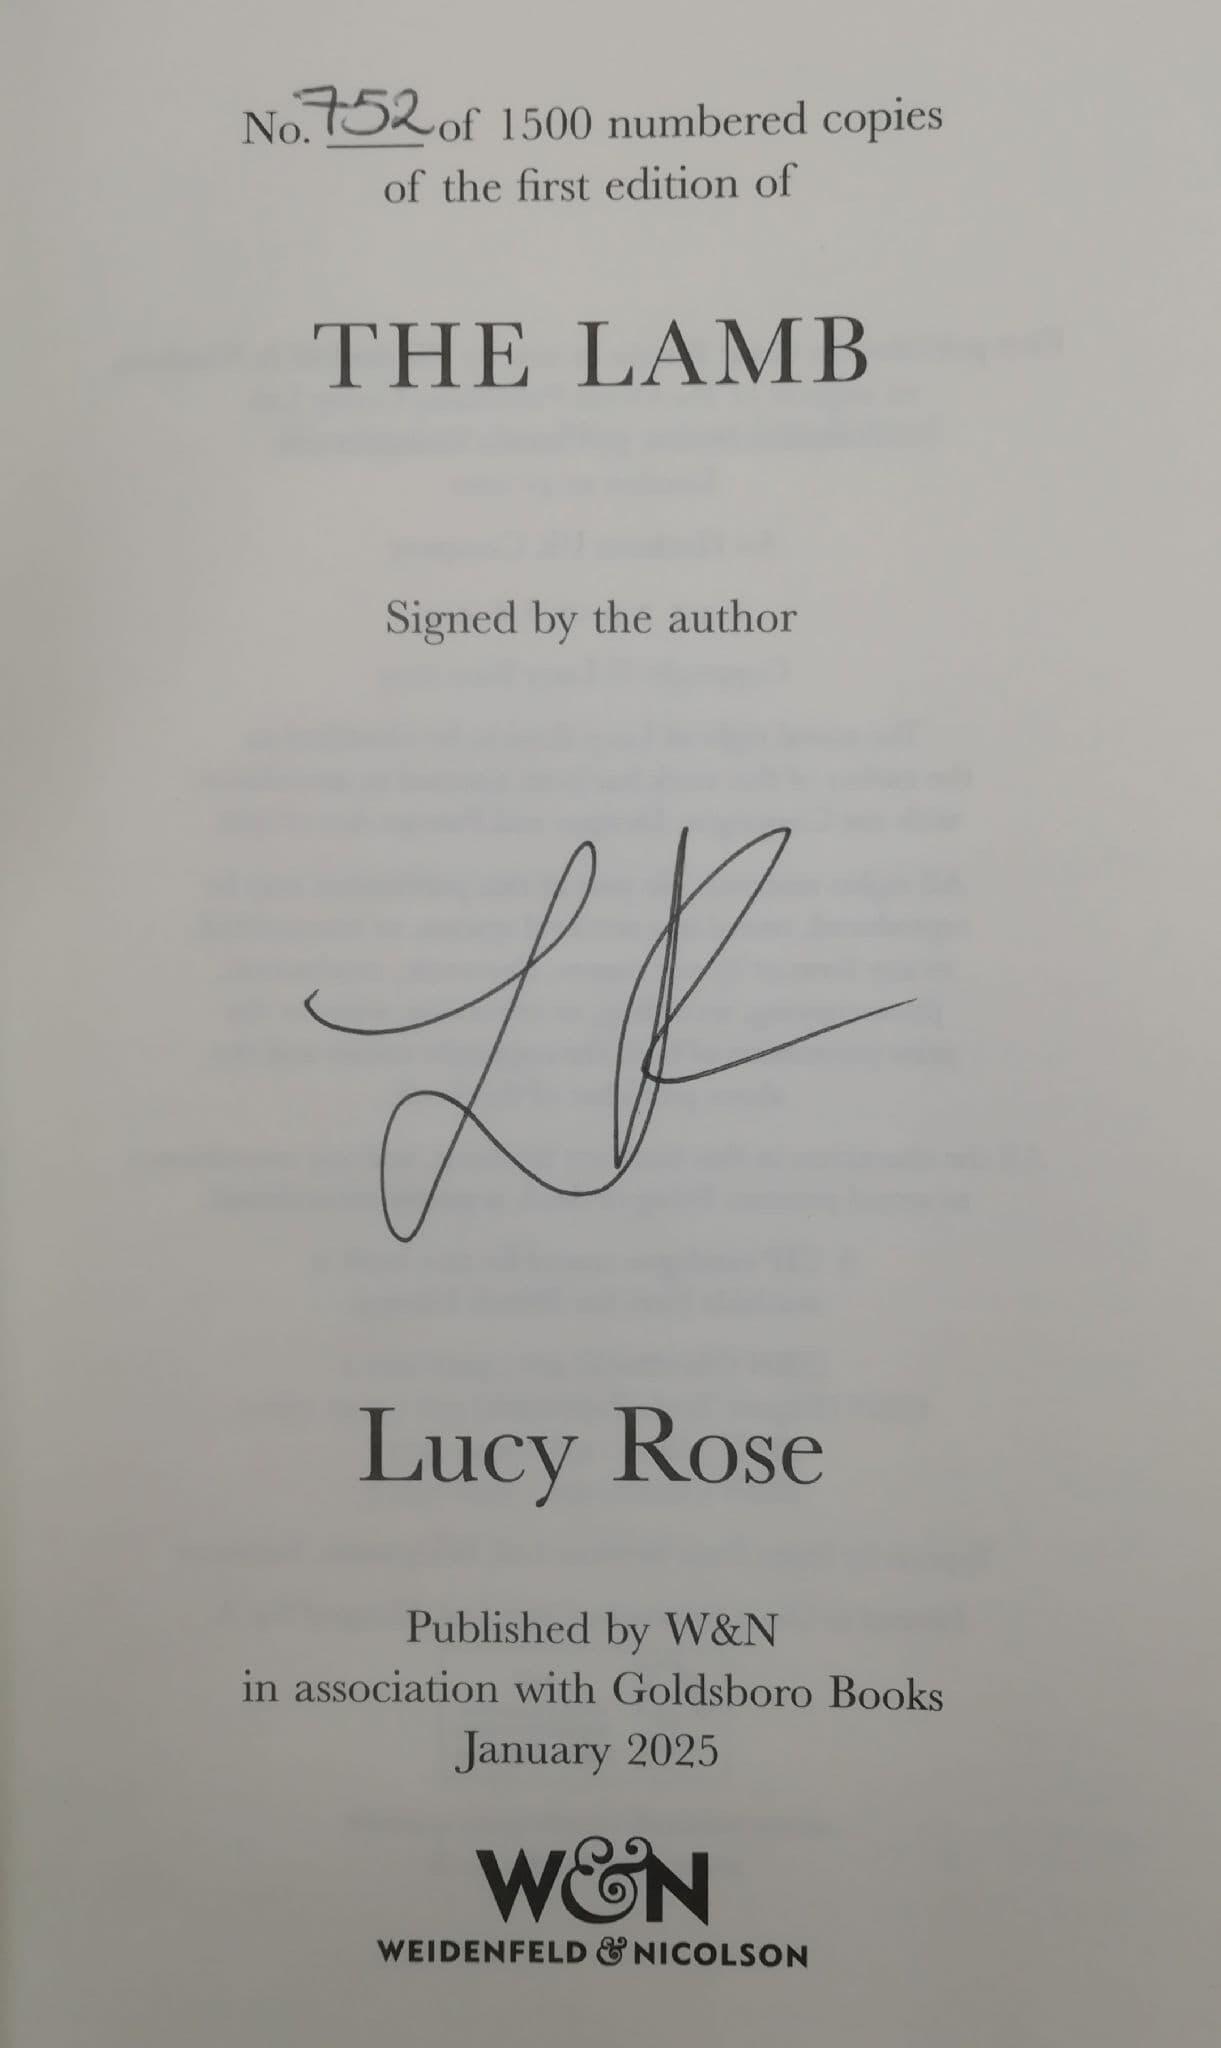 No. 752 of 1500 numbered copies
of the first edition of
THE LAMB
Signed by the author
LR
Lucy Rose
Published by W&N
in association with Goldsboro Books
January 2025
W&N
WEIDENFELD & NICOLSON